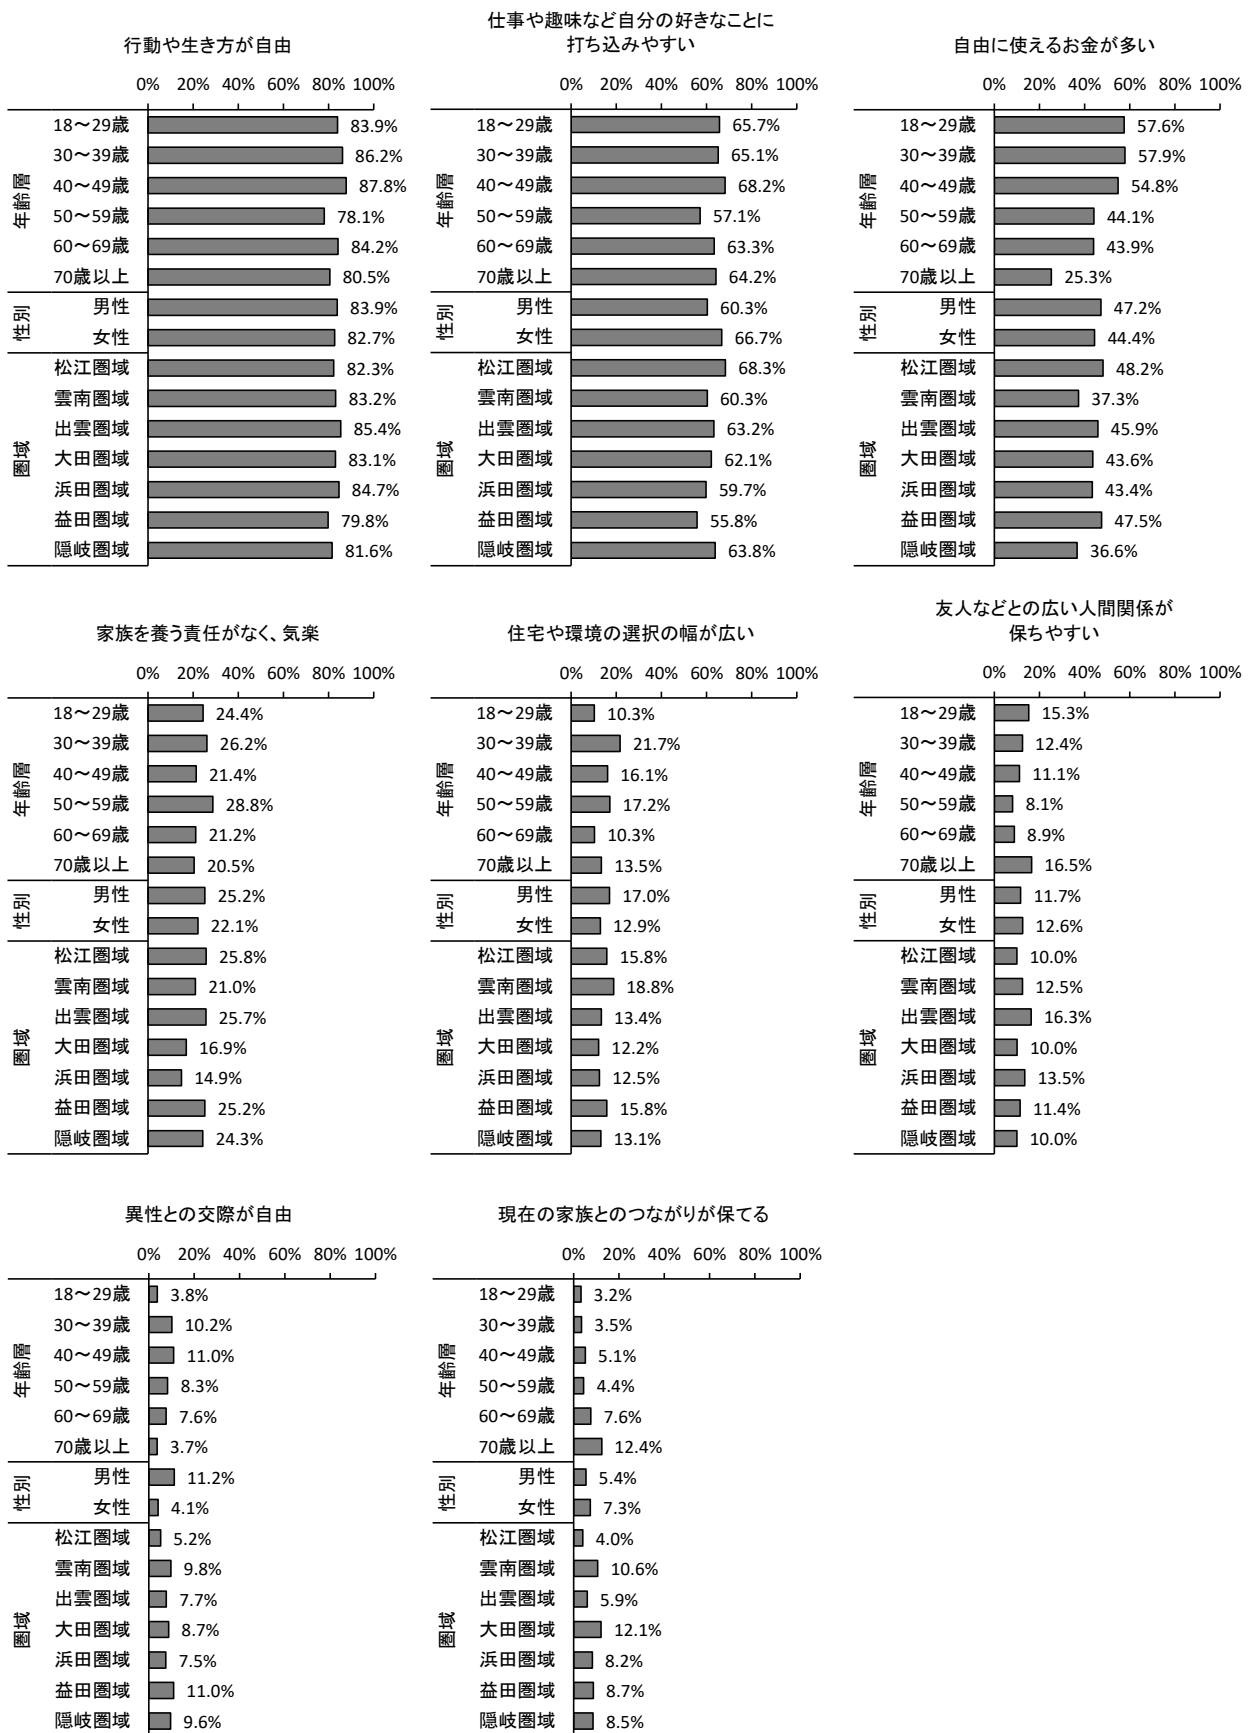 行動や生き方が自由
0% 20% 40% 60% 80% 100%
年齢層
18～29歳 83.9%
30～39歳 86.2%
40～49歳 87.8%
50～59歳 78.1%
60～69歳 84.2%
70歳以上 80.5%
性別
男性 83.9%
女性 82.7%
圏域
松江圏域 82.3%
雲南圏域 83.2%
出雲圏域 85.4%
大田圏域 83.1%
浜田圏域 84.7%
益田圏域 79.8%
隠岐圏域 81.6%
仕事や趣味など自分の好きなことに
打ち込みやすい
0% 20% 40% 60% 80% 100%
年齢層
18～29歳 65.7%
30～39歳 65.1%
40～49歳 68.2%
50～59歳 57.1%
60～69歳 63.3%
70歳以上 64.2%
性別
男性 60.3%
女性 66.7%
圏域
松江圏域 68.3%
雲南圏域 60.3%
出雲圏域 63.2%
大田圏域 62.1%
浜田圏域 59.7%
益田圏域 55.8%
隠岐圏域 63.8%
自由に使えるお金が多い
0% 20% 40% 60% 80% 100%
年齢層
18～29歳 57.6%
30～39歳 57.9%
40～49歳 54.8%
50～59歳 44.1%
60～69歳 43.9%
70歳以上 25.3%
性別
男性 47.2%
女性 44.4%
圏域
松江圏域 48.2%
雲南圏域 37.3%
出雲圏域 45.9%
大田圏域 43.6%
浜田圏域 43.4%
益田圏域 47.5%
隠岐圏域 36.6%
家族を養う責任がなく、気楽
0% 20% 40% 60% 80% 100%
年齢層
18～29歳 24.4%
30～39歳 26.2%
40～49歳 21.4%
50～59歳 28.8%
60～69歳 21.2%
70歳以上 20.5%
性別
男性 25.2%
女性 22.1%
圏域
松江圏域 25.8%
雲南圏域 21.0%
出雲圏域 25.7%
大田圏域 16.9%
浜田圏域 14.9%
益田圏域 25.2%
隠岐圏域 24.3%
住宅や環境の選択の幅が広い
0% 20% 40% 60% 80% 100%
年齢層
18～29歳 10.3%
30～39歳 21.7%
40～49歳 16.1%
50～59歳 17.2%
60～69歳 10.3%
70歳以上 13.5%
性別
男性 17.0%
女性 12.9%
圏域
松江圏域 15.8%
雲南圏域 18.8%
出雲圏域 13.4%
大田圏域 12.2%
浜田圏域 12.5%
益田圏域 15.8%
隠岐圏域 13.1%
友人などとの広い人間関係が
保ちやすい
0% 20% 40% 60% 80% 100%
年齢層
18～29歳 15.3%
30～39歳 12.4%
40～49歳 11.1%
50～59歳 8.1%
60～69歳 8.9%
70歳以上 16.5%
性別
男性 11.7%
女性 12.6%
圏域
松江圏域 10.0%
雲南圏域 12.5%
出雲圏域 16.3%
大田圏域 10.0%
浜田圏域 13.5%
益田圏域 11.4%
隠岐圏域 10.0%
異性との交際が自由
0% 20% 40% 60% 80% 100%
年齢層
18～29歳 3.8%
30～39歳 10.2%
40～49歳 11.0%
50～59歳 8.3%
60～69歳 7.6%
70歳以上 3.7%
性別
男性 11.2%
女性 4.1%
圏域
松江圏域 5.2%
雲南圏域 9.8%
出雲圏域 7.7%
大田圏域 8.7%
浜田圏域 7.5%
益田圏域 11.0%
隠岐圏域 9.6%
現在の家族とのつながりが保てる
0% 20% 40% 60% 80% 100%
年齢層
18～29歳 3.2%
30～39歳 3.5%
40～49歳 5.1%
50～59歳 4.4%
60～69歳 7.6%
70歳以上 12.4%
性別
男性 5.4%
女性 7.3%
圏域
松江圏域 4.0%
雲南圏域 10.6%
出雲圏域 5.9%
大田圏域 12.1%
浜田圏域 8.2%
益田圏域 8.7%
隠岐圏域 8.5%